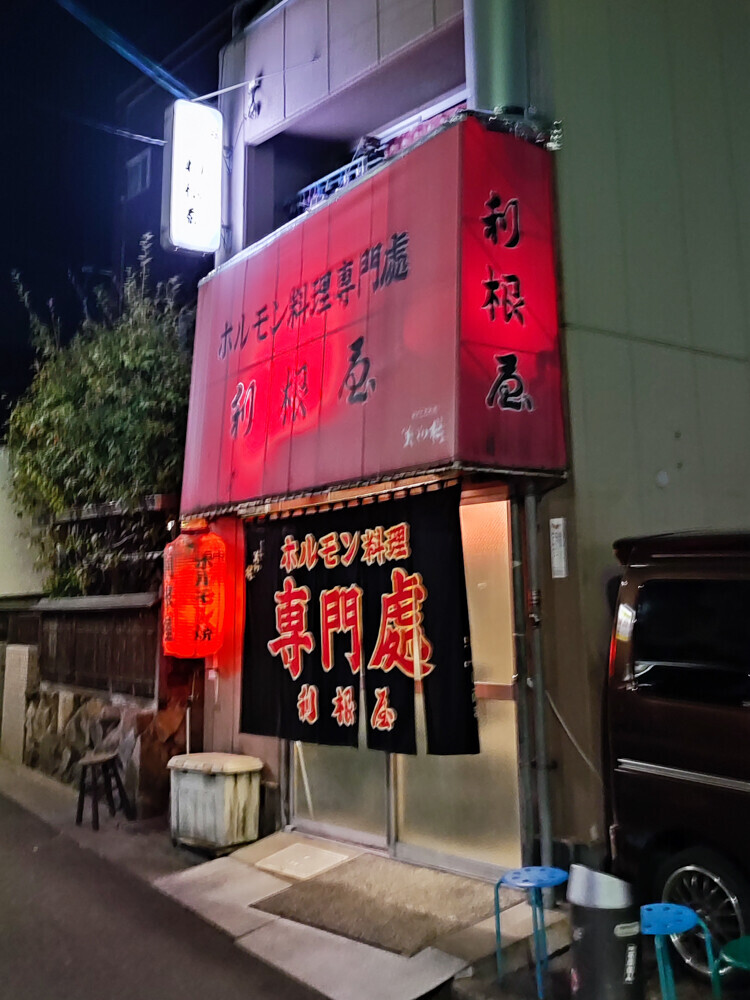 ホルモン料理専門處
利根屋
利
根
屋
ホルモン料理
専門處
利根屋